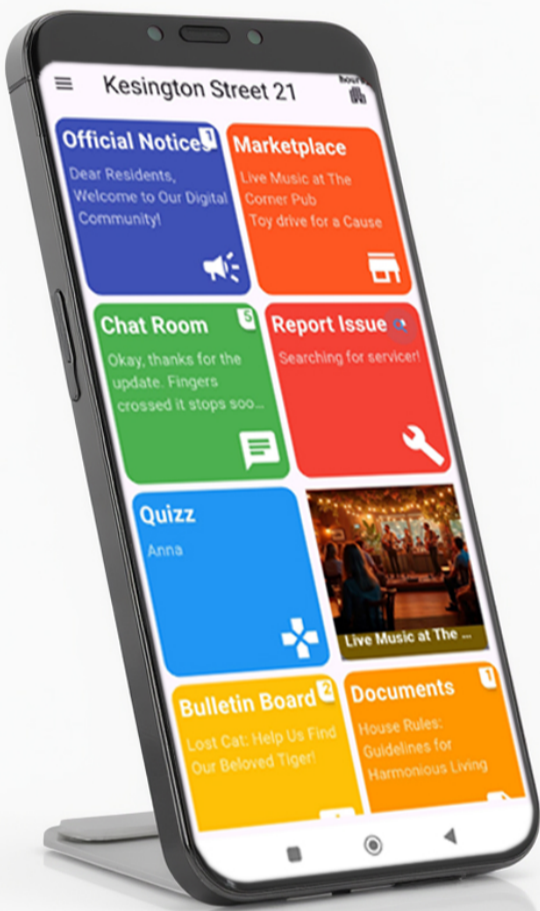 Kesington Street 21
Official Notices
1
Dear Residents,
Welcome to Our Digital
Community!
Marketplace
Live Music at The
Corner Pub
Toy drive for a Cause
Chat Room
5
Okay, thanks for the
update. Fingers
crossed it stops soo...
Report Issue
Searching for servicer!
Quizz
Anna
Live Music at The ...
Bulletin Board
2
Lost Cat: Help Us Find
Our Beloved Tiger!
Documents
1
House Rules:
Guidelines for
Harmonious Living